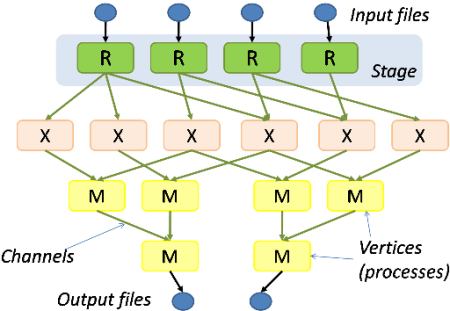 Input files
R R R R
Stage
X X X X X X
M M M M
Channels
M M
Vertices
(processes)
Output files